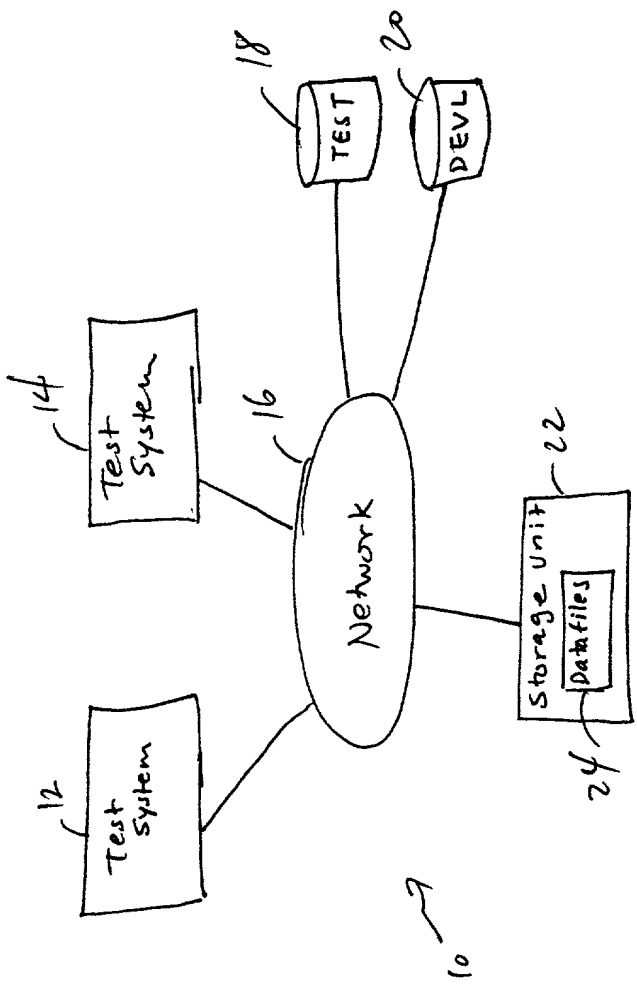 12
Test
System
14
Test
System
18
TEST
20
DEVL
16
Network
Storage Unit
22
Datafiles
24
10